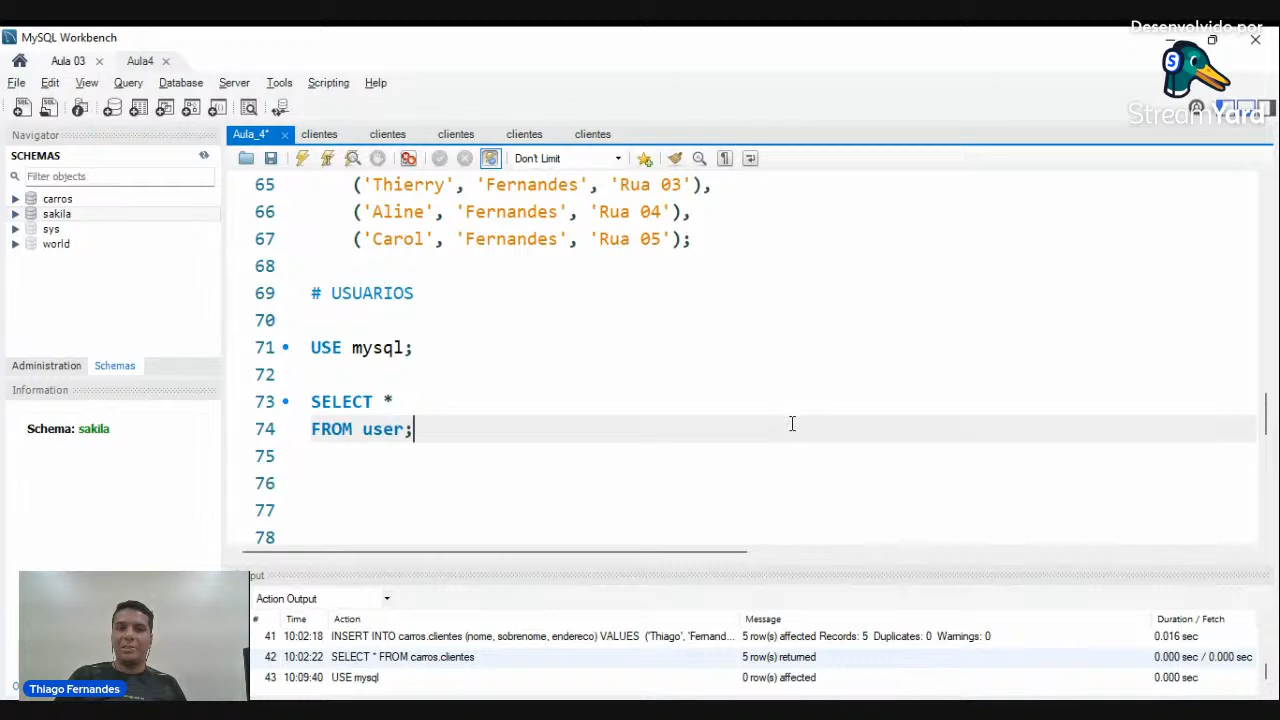 Desenvolvido por
StreamYard
MySQL Workbench
Aula 03
Aula4
File Edit View Query Database Server Tools Scripting Help
Navigator
SCHEMAS
Filter objects
carros
sakila
sys
world
Administration Schemas
Information
Schema: sakila
Aula_4* clientes clientes clientes clientes clientes
Don't Limit
65 ('Thierry', 'Fernandes', 'Rua 03'),
66 ('Aline', 'Fernandes', 'Rua 04'),
67 ('Carol', 'Fernandes', 'Rua 05');
68
69 # USUARIOS
70
71 USE mysql;
72
73 SELECT *
74 FROM user;
75
76
77
78
put
Action Output
# Time Action Message Duration / Fetch
41 10:02:18 INSERT INTO carros.clientes (nome, sobrenome, endereco) VALUES ('Thiago', 'Fernand... 5 row(s) affected Records: 5 Duplicates: 0 Warnings: 0 0.016 sec
42 10:02:22 SELECT * FROM carros.clientes 5 row(s) returned 0.000 sec / 0.000 sec
43 10:09:40 USE mysql 0 row(s) affected 0.000 sec
Thiago Fernandes